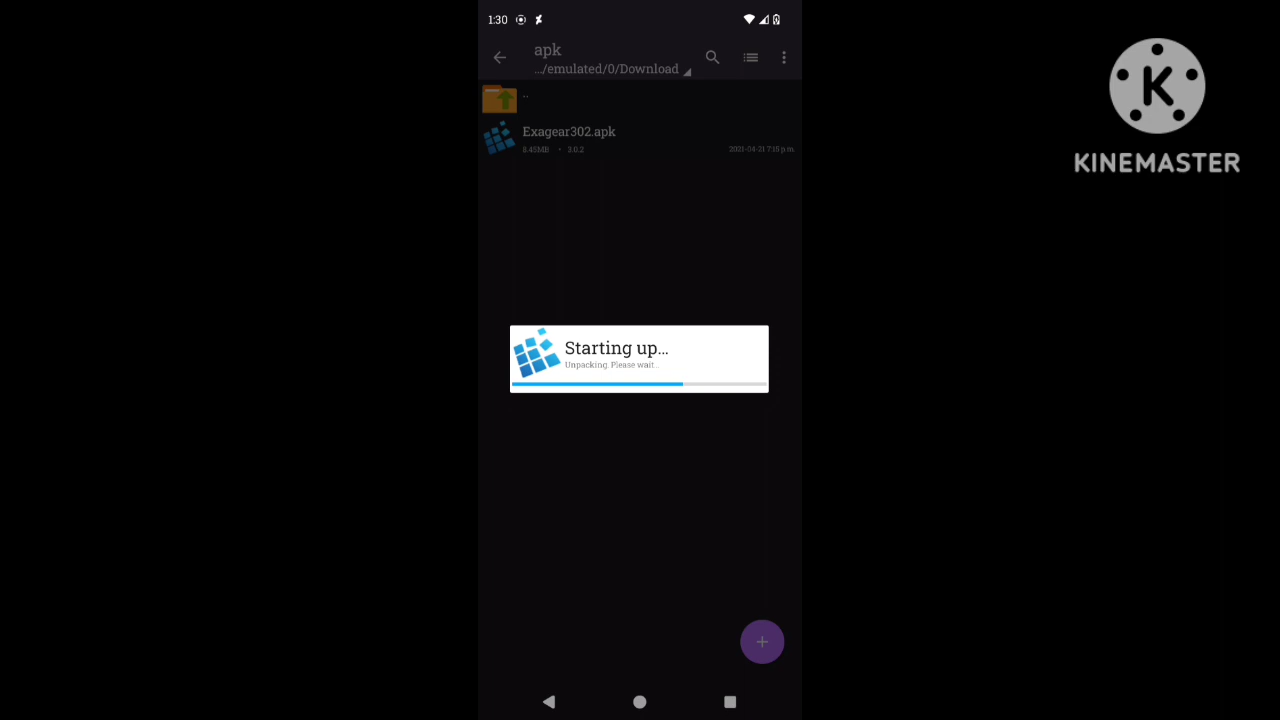 1:30
apk
.../emulated/0/Download
..
Exagear302.apk
8.45MB • 3.0.2
2021-04-21 7:15 p.m.
Starting up...
Unpacking. Please wait...
K
KINEMASTER